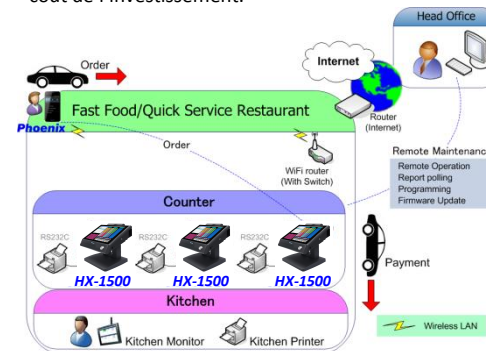 coût de l'investissement.
Head Office
Order
Internet
Fast Food/Quick Service Restaurant
Phoenix
Router
(Internet)
Order
WiFi router
(With Switch)
Remote Maintenanc
Remote Operation
Report polling
Programming
Firmware Update
Counter
RS232C
RS232C
RS232C
HX-1500
HX-1500
HX-1500
Payment
Kitchen
Kitchen Monitor
Kitchen Printer
Wireless LAN